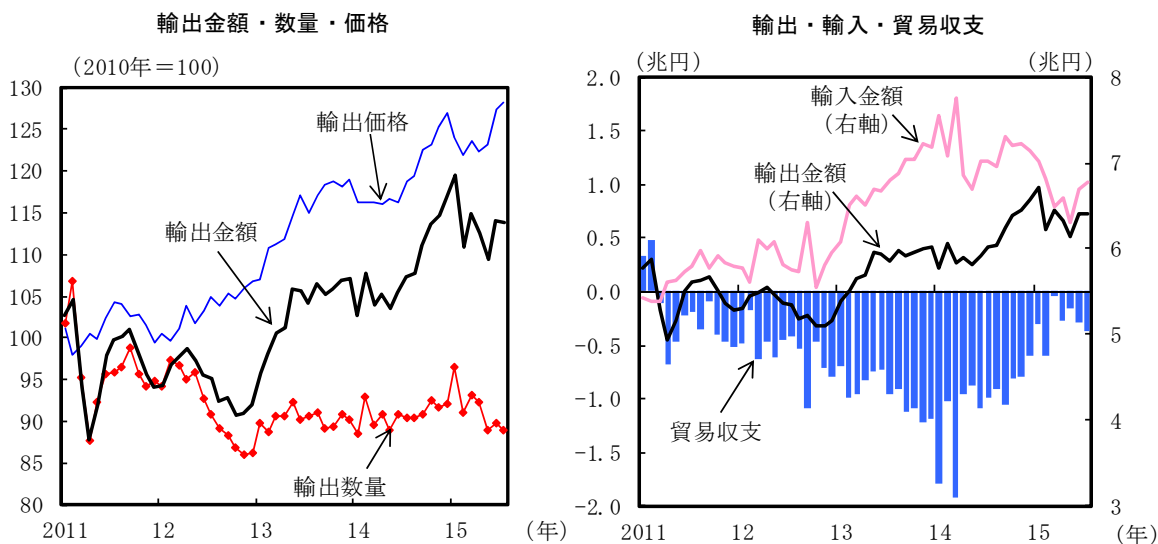 輸出金額・数量・価格
(2010年＝100)
130
125
120
115
110
105
100
95
90
85
80
輸出価格
輸出金額
輸出数量
2011 12 13 14 15 (年)
輸出・輸入・貿易収支
(兆円) (兆円)
2.0
1.5
1.0
0.5
0.0
-0.5
-1.0
-1.5
-2.0
8
7
6
5
4
3
輸入金額
(右軸)
輸出金額
(右軸)
貿易収支
2011 12 13 14 15 (年)